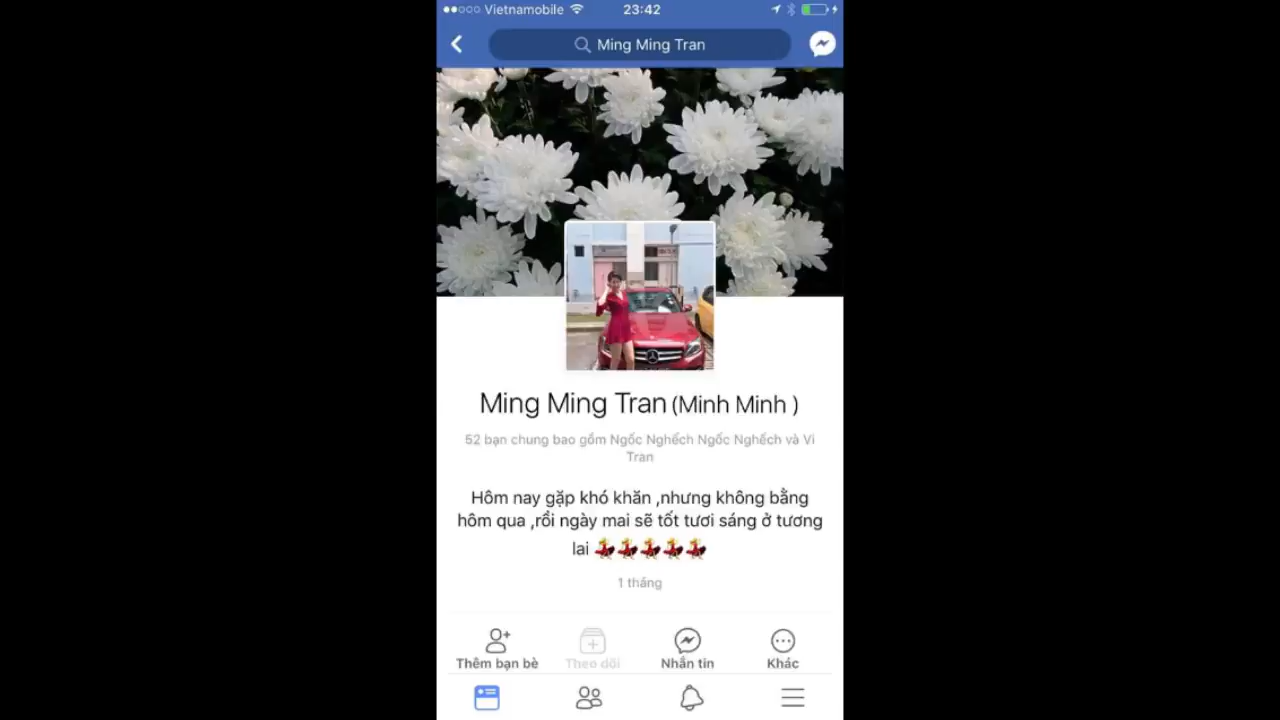 Vietnamobile 23:42
Ming Ming Tran
Ming Ming Tran (Minh Minh )
52 bạn chung bao gồm Ngốc Nghếch Ngốc Nghếch và Vi
Tran
Hôm nay gặp khó khăn ,nhưng không bằng
hôm qua ,rồi ngày mai sẽ tốt tươi sáng ở tương
lai
1 tháng
Thêm bạn bè Theo dõi Nhắn tin Khác